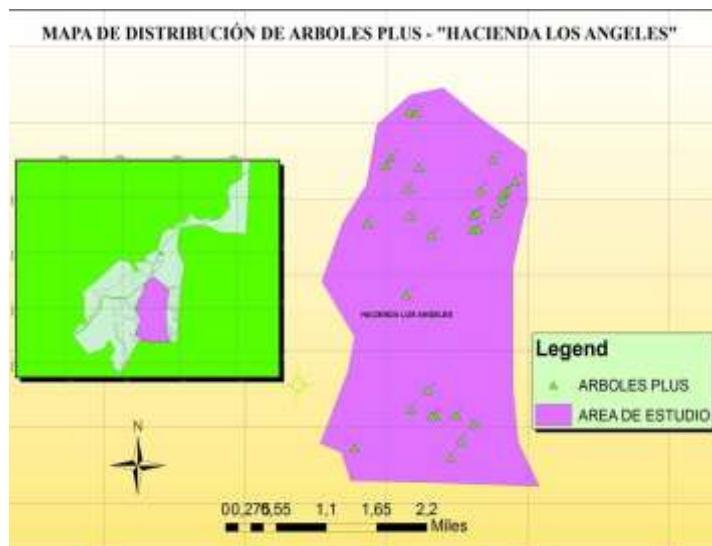 MAPA DE DISTRIBUCIÓN DE ARBOLES PLUS - "HACIENDA LOS ANGELES"
HACIENDA LOS ANGELES
Legend
ARBOLES PLUS
AREA DE ESTUDIO
N
00,2750,55 1,1 1,65 2,2
Miles